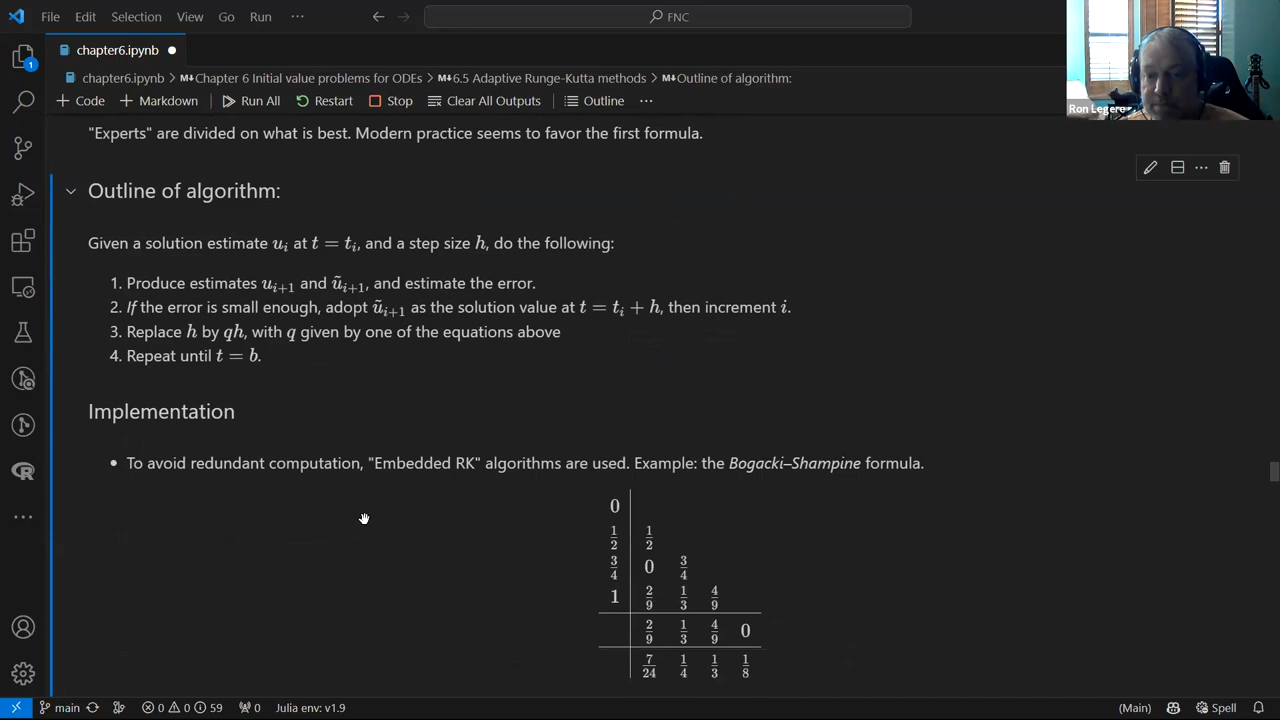 File Edit Selection View Go Run ··· FNC
chapter6.ipynb
chapter6.ipynb > M↓ Chap
Initial value problems
6.5
ive Runge
methods > M↓ Outline of algorithm:
+ Code + Markdown Run All Restart Clear All Outputs Outline ···
Ron Legere
"Experts" are divided on what is best. Modern practice seems to favor the first formula.
Outline of algorithm:
Given a solution estimate uᵢ at t = tᵢ, and a step size h, do the following:
1. Produce estimates uᵢ₊₁ and ũᵢ₊₁, and estimate the error.
2. If the error is small enough, adopt ũᵢ₊₁ as the solution value at t = tᵢ + h, then increment i.
3. Replace h by qh, with q given by one of the equations above
4. Repeat until t = b.
Implementation
• To avoid redundant computation, "Embedded RK" algorithms are used. Example: the Bogacki–Shampine formula.
0
1/2 1/2
3/4 0 3/4
1 2/9 1/3 4/9
2/9 1/3 4/9 0
7/24 1/4 1/3 1/8
1
main 0 0 59 0 Julia env: v1.9 (Main) Spell